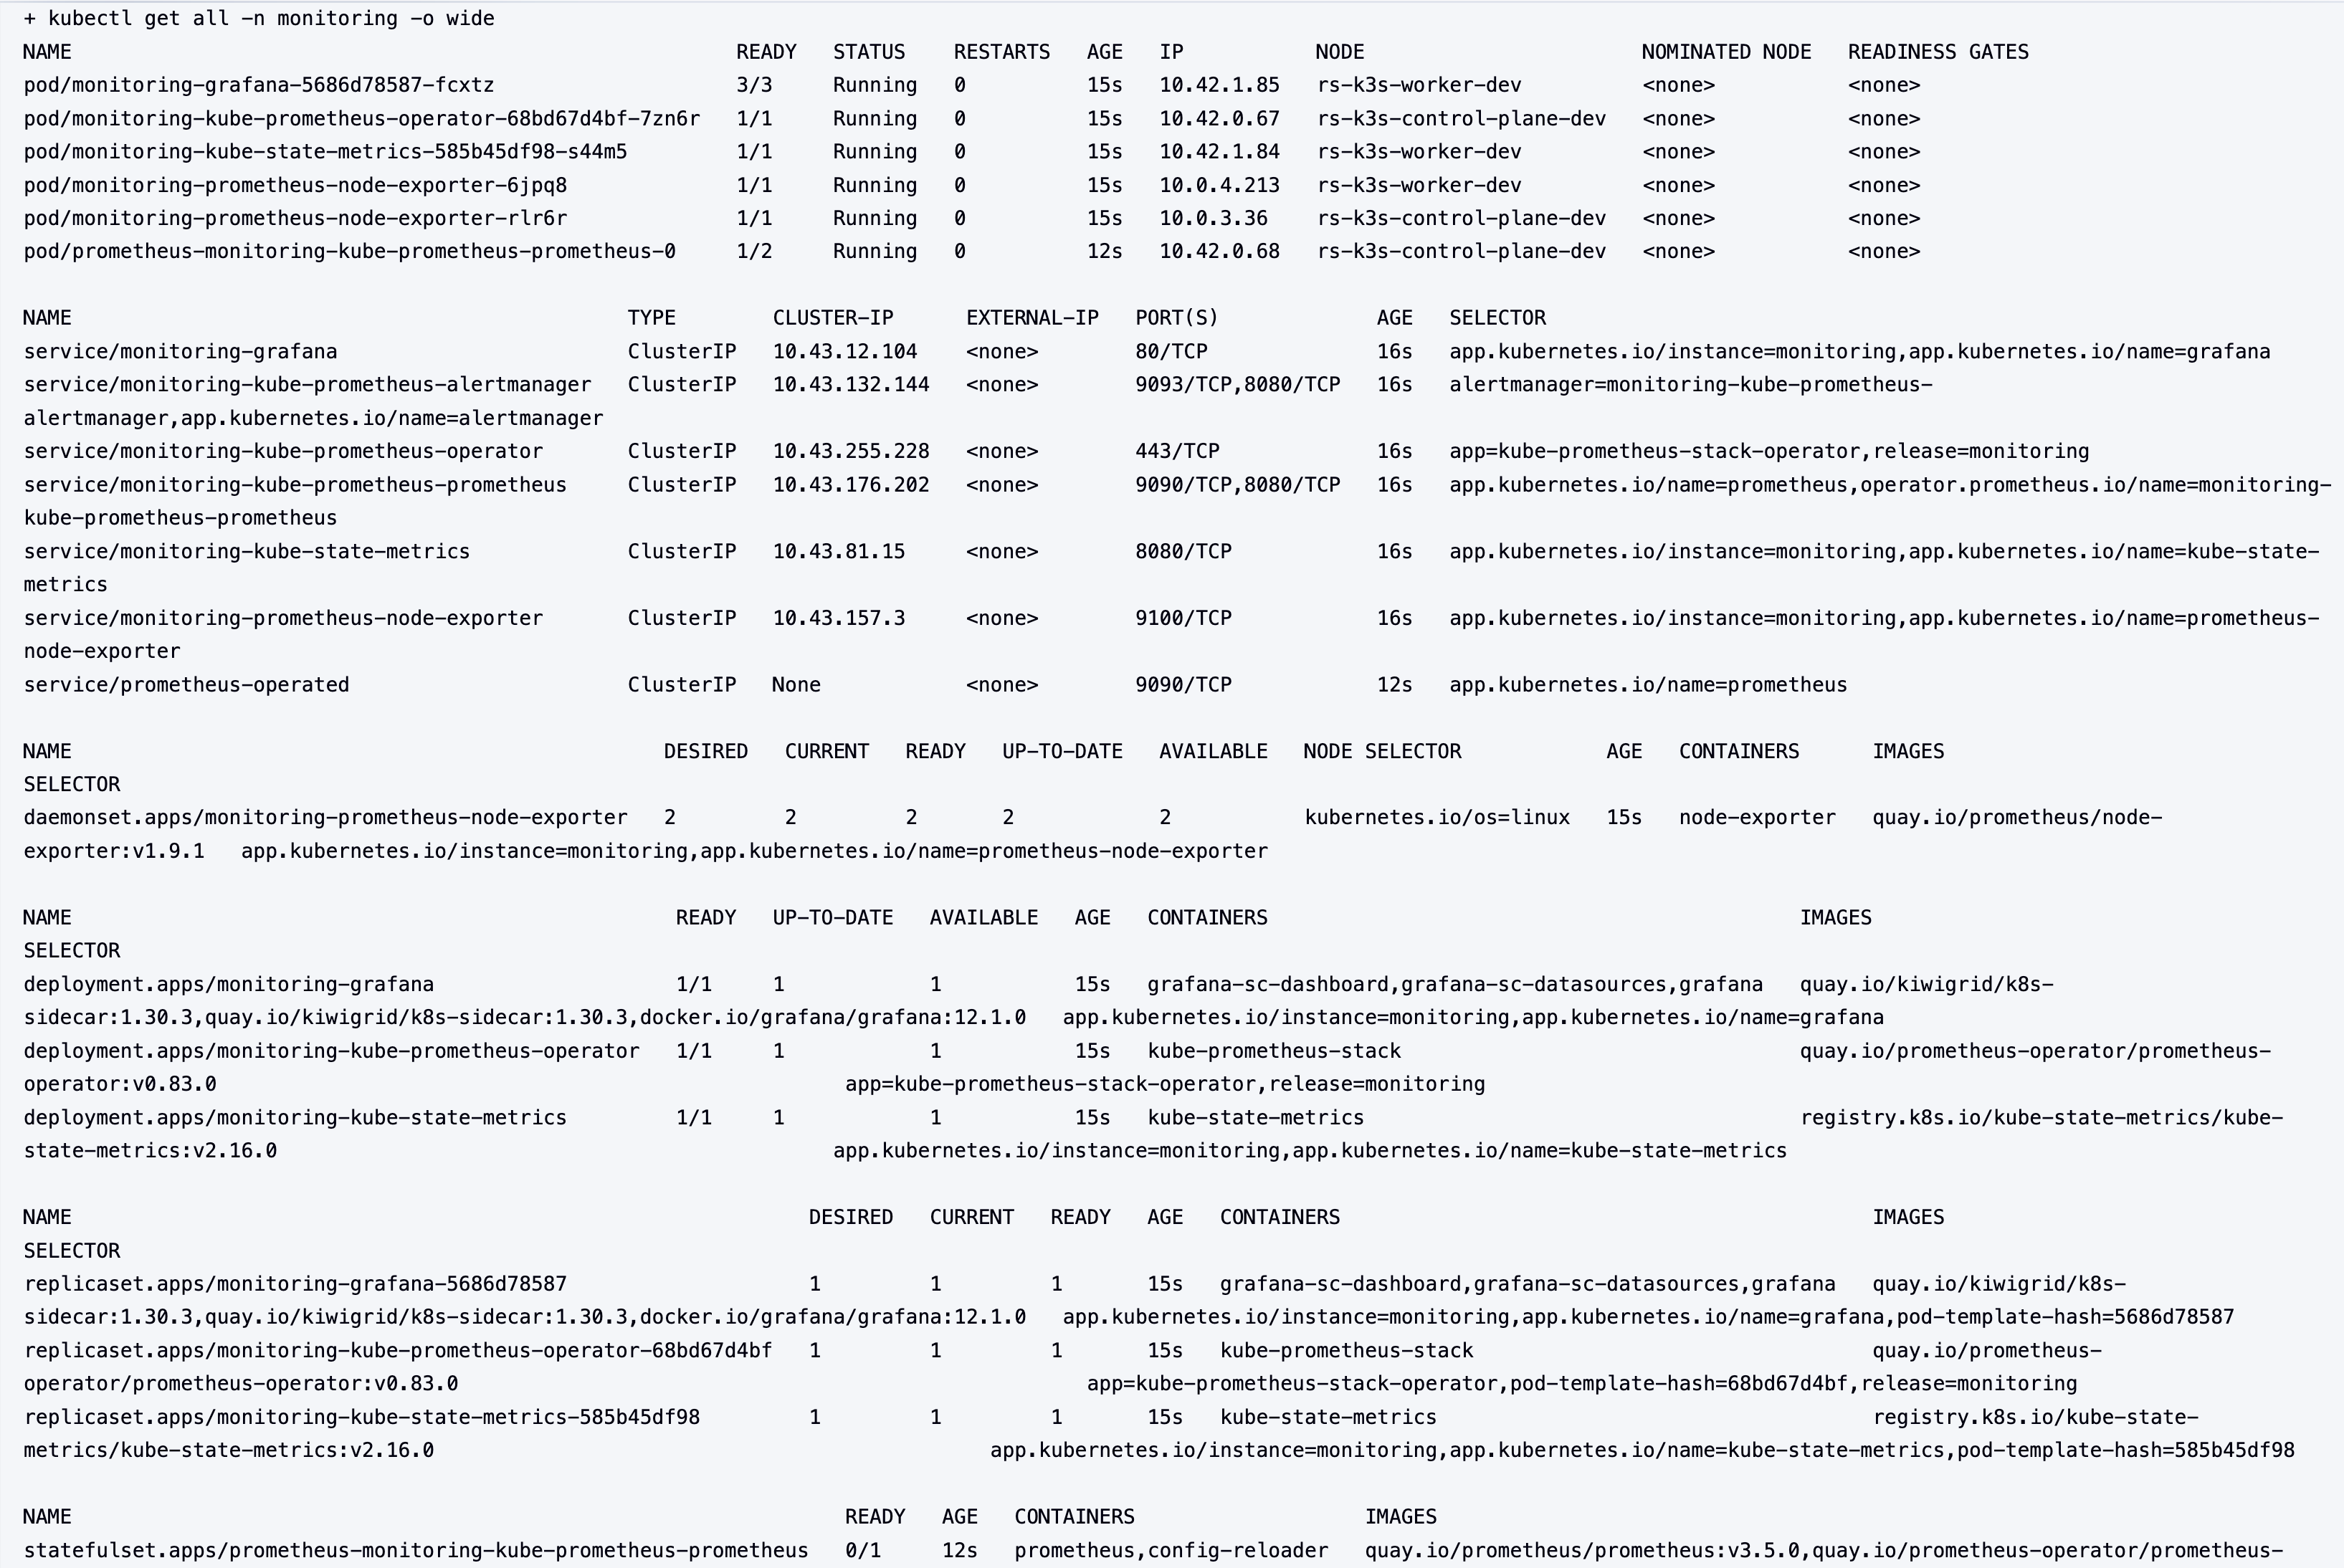 + kubectl get all -n monitoring -o wide
NAME                                                       READY   STATUS    RESTARTS   AGE   IP           NODE                       NOMINATED NODE   READINESS GATES
pod/monitoring-grafana-5686d78587-fcxtz                    3/3     Running   0          15s   10.42.1.85   rs-k3s-worker-dev          <none>           <none>
pod/monitoring-kube-prometheus-operator-68bd67d4bf-7zn6r   1/1     Running   0          15s   10.42.0.67   rs-k3s-control-plane-dev   <none>           <none>
pod/monitoring-kube-state-metrics-585b45df98-s44m5         1/1     Running   0          15s   10.42.1.84   rs-k3s-worker-dev          <none>           <none>
pod/monitoring-prometheus-node-exporter-6jpq8              1/1     Running   0          15s   10.0.4.213   rs-k3s-worker-dev          <none>           <none>
pod/monitoring-prometheus-node-exporter-rlr6r              1/1     Running   0          15s   10.0.3.36    rs-k3s-control-plane-dev   <none>           <none>
pod/prometheus-monitoring-kube-prometheus-prometheus-0     1/2     Running   0          12s   10.42.0.68   rs-k3s-control-plane-dev   <none>           <none>

NAME                                              TYPE        CLUSTER-IP      EXTERNAL-IP   PORT(S)             AGE   SELECTOR
service/monitoring-grafana                        ClusterIP   10.43.12.104    <none>        80/TCP              16s   app.kubernetes.io/instance=monitoring,app.kubernetes.io/name=grafana
service/monitoring-kube-prometheus-alertmanager   ClusterIP   10.43.132.144   <none>        9093/TCP,8080/TCP   16s   alertmanager=monitoring-kube-prometheus-
alertmanager,app.kubernetes.io/name=alertmanager
service/monitoring-kube-prometheus-operator       ClusterIP   10.43.255.228   <none>        443/TCP             16s   app=kube-prometheus-stack-operator,release=monitoring
service/monitoring-kube-prometheus-prometheus     ClusterIP   10.43.176.202   <none>        9090/TCP,8080/TCP   16s   app.kubernetes.io/name=prometheus,operator.prometheus.io/name=monitoring-
kube-prometheus-prometheus
service/monitoring-kube-state-metrics             ClusterIP   10.43.81.15     <none>        8080/TCP            16s   app.kubernetes.io/instance=monitoring,app.kubernetes.io/name=kube-state-
metrics
service/monitoring-prometheus-node-exporter       ClusterIP   10.43.157.3     <none>        9100/TCP            16s   app.kubernetes.io/instance=monitoring,app.kubernetes.io/name=prometheus-
node-exporter
service/prometheus-operated                       ClusterIP   None            <none>        9090/TCP            12s   app.kubernetes.io/name=prometheus

NAME                                                 DESIRED   CURRENT   READY   UP-TO-DATE   AVAILABLE   NODE SELECTOR            AGE   CONTAINERS      IMAGES
SELECTOR
daemonset.apps/monitoring-prometheus-node-exporter   2         2         2       2            2           kubernetes.io/os=linux   15s   node-exporter   quay.io/prometheus/node-
exporter:v1.9.1   app.kubernetes.io/instance=monitoring,app.kubernetes.io/name=prometheus-node-exporter

NAME                                                  READY   UP-TO-DATE   AVAILABLE   AGE   CONTAINERS                                            IMAGES
SELECTOR
deployment.apps/monitoring-grafana                    1/1     1            1           15s   grafana-sc-dashboard,grafana-sc-datasources,grafana   quay.io/kiwigrid/k8s-
sidecar:1.30.3,quay.io/kiwigrid/k8s-sidecar:1.30.3,docker.io/grafana/grafana:12.1.0   app.kubernetes.io/instance=monitoring,app.kubernetes.io/name=grafana
deployment.apps/monitoring-kube-prometheus-operator   1/1     1            1           15s   kube-prometheus-stack                                 quay.io/prometheus-operator/prometheus-
operator:v0.83.0                                                    app=kube-prometheus-stack-operator,release=monitoring
deployment.apps/monitoring-kube-state-metrics         1/1     1            1           15s   kube-state-metrics                                    registry.k8s.io/kube-state-metrics/kube-
state-metrics:v2.16.0                                              app.kubernetes.io/instance=monitoring,app.kubernetes.io/name=kube-state-metrics

NAME                                                             DESIRED   CURRENT   READY   AGE   CONTAINERS                                            IMAGES
SELECTOR
replicaset.apps/monitoring-grafana-5686d78587                    1         1         1       15s   grafana-sc-dashboard,grafana-sc-datasources,grafana   quay.io/kiwigrid/k8s-
sidecar:1.30.3,quay.io/kiwigrid/k8s-sidecar:1.30.3,docker.io/grafana/grafana:12.1.0   app.kubernetes.io/instance=monitoring,app.kubernetes.io/name=grafana,pod-template-hash=5686d78587
replicaset.apps/monitoring-kube-prometheus-operator-68bd67d4bf   1         1         1       15s   kube-prometheus-stack                                 quay.io/prometheus-
operator/prometheus-operator:v0.83.0                                                    app=kube-prometheus-stack-operator,pod-template-hash=68bd67d4bf,release=monitoring
replicaset.apps/monitoring-kube-state-metrics-585b45df98         1         1         1       15s   kube-state-metrics                                    registry.k8s.io/kube-state-
metrics/kube-state-metrics:v2.16.0                                              app.kubernetes.io/instance=monitoring,app.kubernetes.io/name=kube-state-metrics,pod-template-hash=585b45df98

NAME                                                                READY   AGE   CONTAINERS                   IMAGES
statefulset.apps/prometheus-monitoring-kube-prometheus-prometheus   0/1     12s   prometheus,config-reloader   quay.io/prometheus/prometheus:v3.5.0,quay.io/prometheus-operator/prometheus-